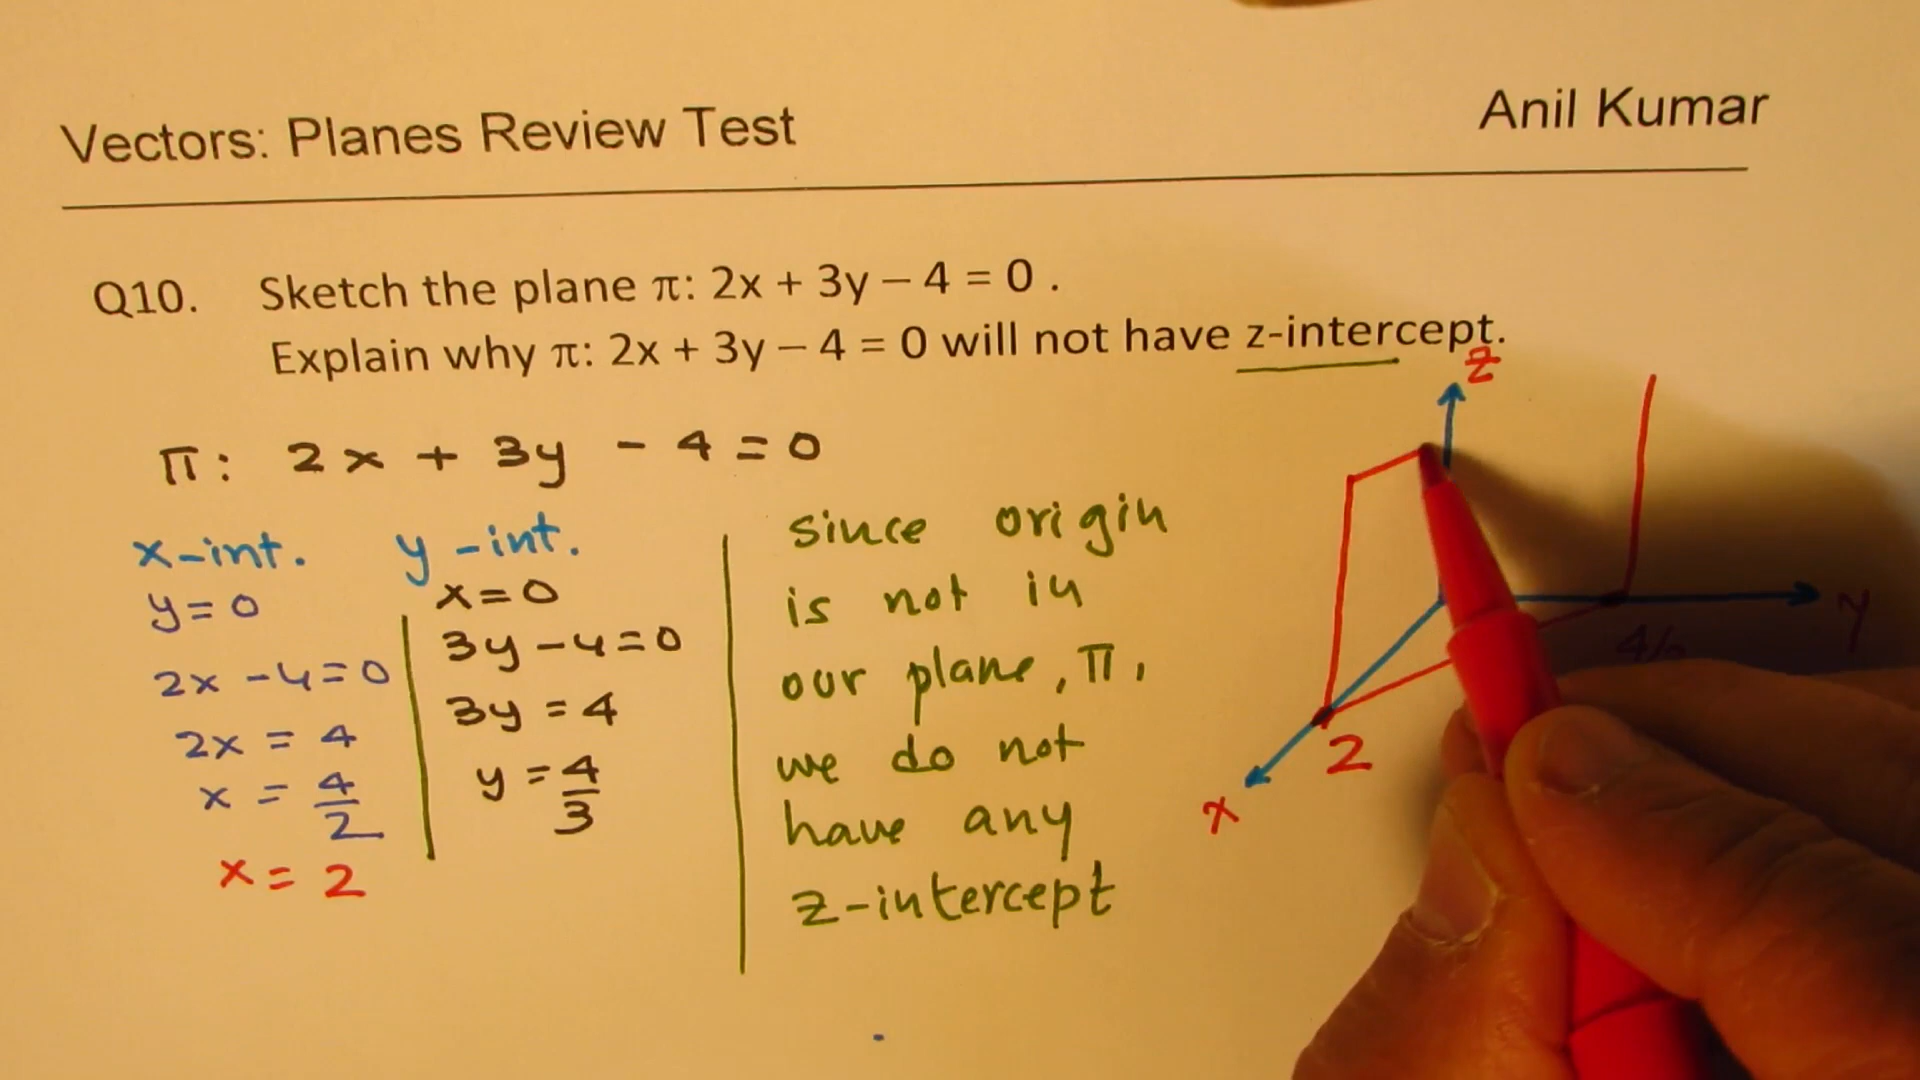 Vectors: Planes Review Test
Anil Kumar
Q10. Sketch the plane π: 2x + 3y – 4 = 0 .
Explain why π: 2x + 3y – 4 = 0 will not have z-intercept.
π: 2x + 3y - 4 = 0
x-int.
y = 0
2x - 4 = 0
2x = 4
x = 4/2
x = 2
y-int.
x = 0
3y - 4 = 0
3y = 4
y = 4/3
since origin
is not in
our plane, π,
we do not
have any
z-intercept
z
y
2
x